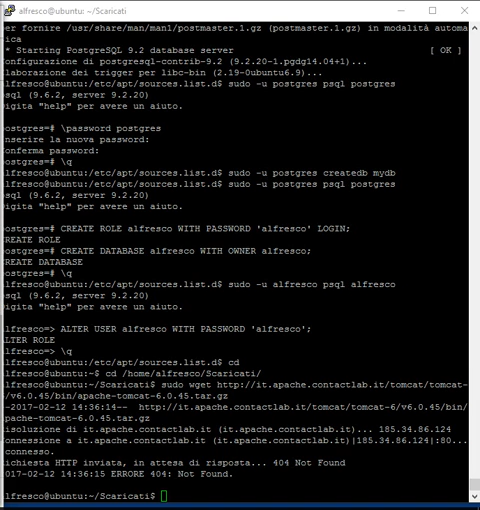 alfresco@ubuntu: ~/Scaricati
er fornire /usr/share/man/man1/postmaster.1.gz (postmaster.1.gz) in modalità automa
ica
* Starting PostgreSQL 9.2 database server [ OK ]
onfigurazione di postgresql-contrib-9.2 (9.2.20-1.pgdg14.04+1)...
laborazione dei trigger per libc-bin (2.19-0ubuntu6.9)...
lfresco@ubuntu:/etc/apt/sources.list.d$ sudo -u postgres psql postgres
sql (9.6.2, server 9.2.20)
igita "help" per avere un aiuto.
ostgres=# \password postgres
nserire la nuova password:
onferma password:
ostgres=# \q
lfresco@ubuntu:/etc/apt/sources.list.d$ sudo -u postgres createdb mydb
lfresco@ubuntu:/etc/apt/sources.list.d$ sudo -u postgres psql postgres
sql (9.6.2, server 9.2.20)
igita "help" per avere un aiuto.
ostgres=# CREATE ROLE alfresco WITH PASSWORD 'alfresco' LOGIN;
REATE ROLE
ostgres=# CREATE DATABASE alfresco WITH OWNER alfresco;
REATE DATABASE
ostgres=# \q
lfresco@ubuntu:/etc/apt/sources.list.d$ sudo -u alfresco psql alfresco
sql (9.6.2, server 9.2.20)
igita "help" per avere un aiuto.
lfresco=> ALTER USER alfresco WITH PASSWORD 'alfresco';
LTER ROLE
lfresco=> \q
lfresco@ubuntu:/etc/apt/sources.list.d$ cd
lfresco@ubuntu:~$ cd /home/alfresco/Scaricati/
lfresco@ubuntu:~/Scaricati$ sudo wget http://it.apache.contactlab.it/tomcat/tomcat-
/v6.0.45/bin/apache-tomcat-6.0.45.tar.gz
-2017-02-12 14:36:14-- http://it.apache.contactlab.it/tomcat/tomcat-6/v6.0.45/bin/
pache-tomcat-6.0.45.tar.gz
isoluzione di it.apache.contactlab.it (it.apache.contactlab.it)... 185.34.86.124
onnessione a it.apache.contactlab.it (it.apache.contactlab.it)|185.34.86.124|:80...
connesso.
ichiesta HTTP inviata, in attesa di risposta... 404 Not Found
017-02-12 14:36:15 ERRORE 404: Not Found.
lfresco@ubuntu:~/Scaricati$